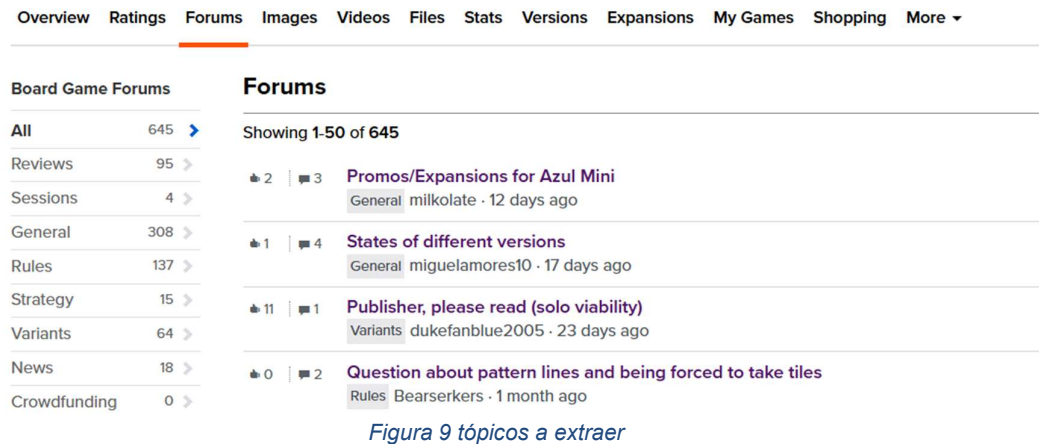 Overview Ratings Forums Images Videos Files Stats Versions Expansions My Games Shopping More
Board Game Forums
All 645
Reviews 95
Sessions 4
General 308
Rules 137
Strategy 15
Variants 64
News 18
Crowdfunding 0
Forums
Showing 1-50 of 645
2 3 Promos/Expansions for Azul Mini
General milkolate · 12 days ago
1 4 States of different versions
General miguelamores10 · 17 days ago
11 1 Publisher, please read (solo viability)
Variants dukefanblue2005 · 23 days ago
0 2 Question about pattern lines and being forced to take tiles
Rules Bearserkers · 1 month ago
Figura 9 tópicos a extraer